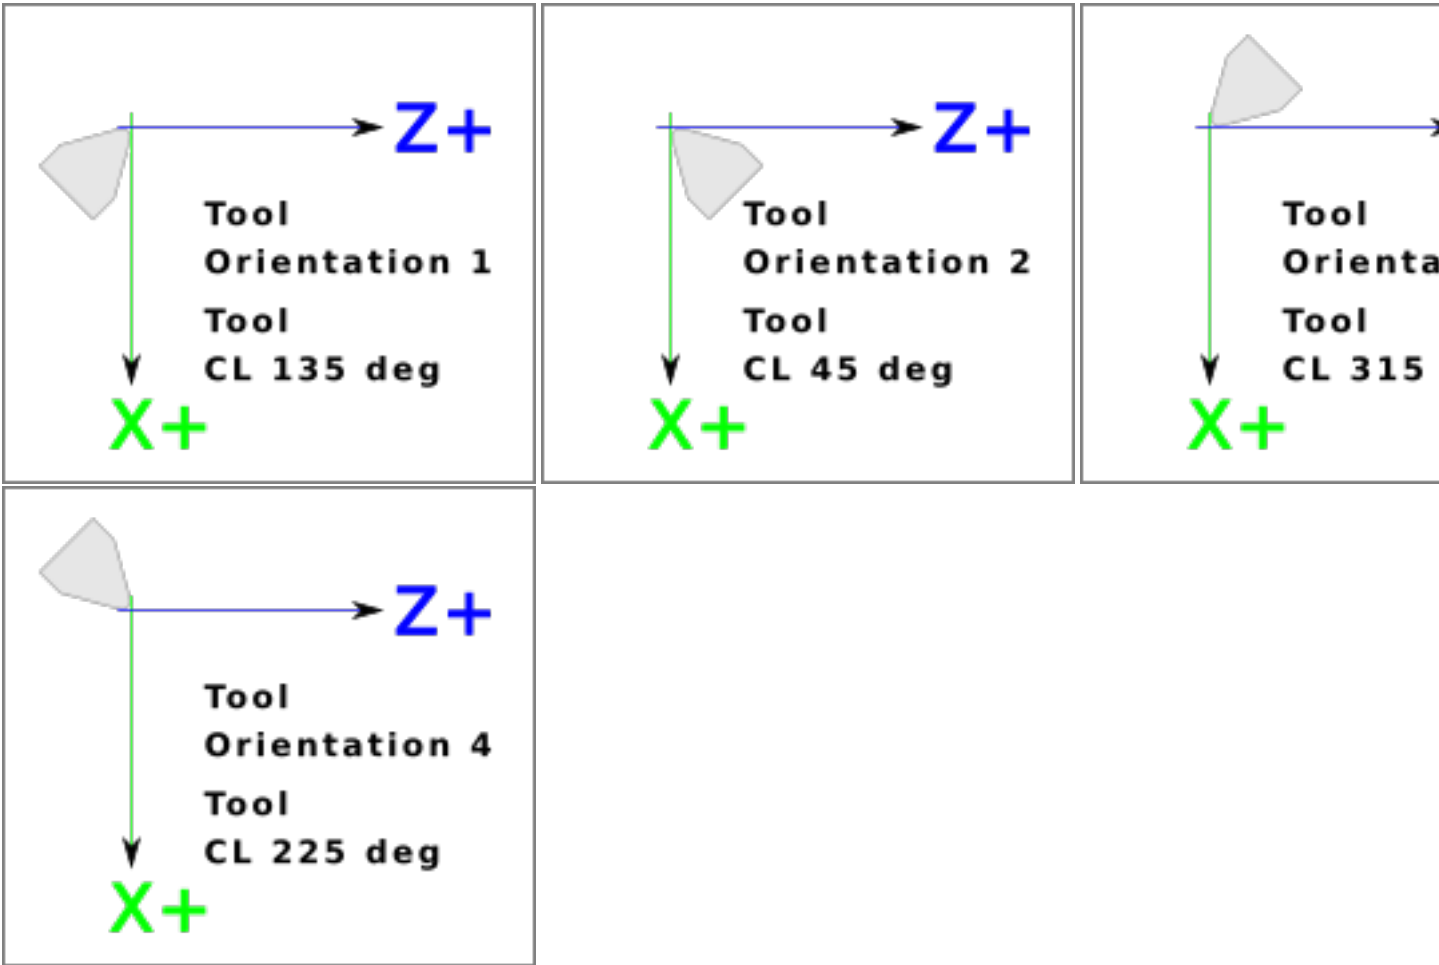 Z+
Tool
Orientation 1
Tool
CL 135 deg
X+
Z+
Tool
Orientation 2
Tool
CL 45 deg
X+
Tool
Tool
CL 315
X+
Z+
Tool
Orientation 4
Tool
CL 225 deg
X+